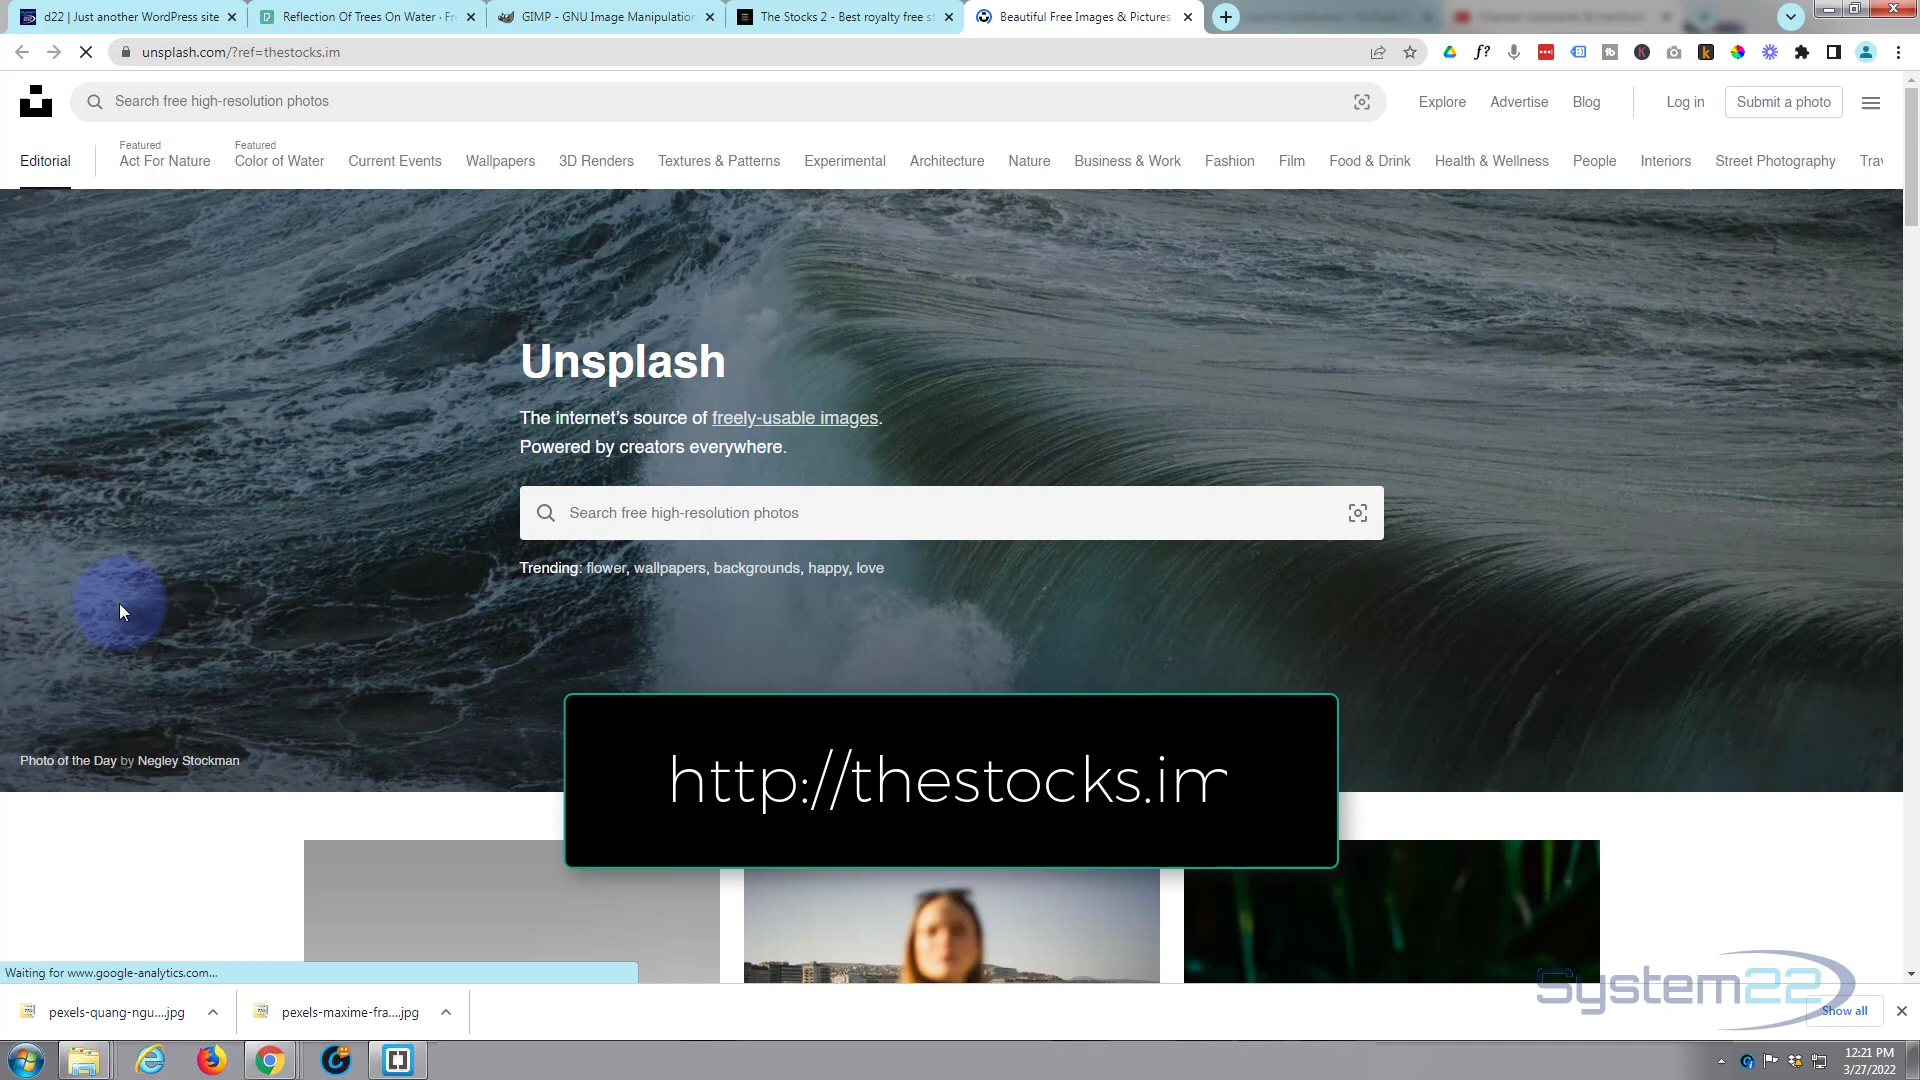 d22 | Just another WordPress site
Reflection Of Trees On Water · Fre
GIMP - GNU Image Manipulation
The Stocks 2 - Best royalty free st
Beautiful Free Images & Pictures
unsplash.com/?ref=thestocks.im
Search free high-resolution photos
Explore
Advertise
Blog
Log in
Submit a photo
Editorial
Featured
Act For Nature
Featured
Color of Water
Current Events
Wallpapers
3D Renders
Textures & Patterns
Experimental
Architecture
Nature
Business & Work
Fashion
Film
Food & Drink
Health & Wellness
People
Interiors
Street Photography
Trav
Unsplash
The internet’s source of freely-usable images.
Powered by creators everywhere.
Search free high-resolution photos
Trending: flower, wallpapers, backgrounds, happy, love
Photo of the Day by Negley Stockman
http://thestocks.im
Waiting for www.google-analytics.com...
pexels-quang-ngu....jpg
pexels-maxime-fra....jpg
System22
Show all
12:21 PM
3/27/2022